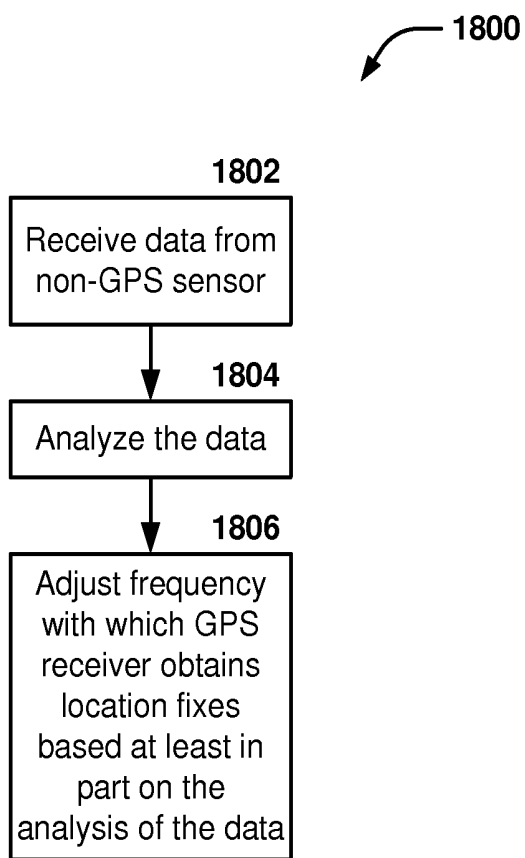 1800
1802
Receive data from
non-GPS sensor
1804
Analyze the data
1806
Adjust frequency
with which GPS
receiver obtains
location fixes
based at least in
part on the
analysis of the data